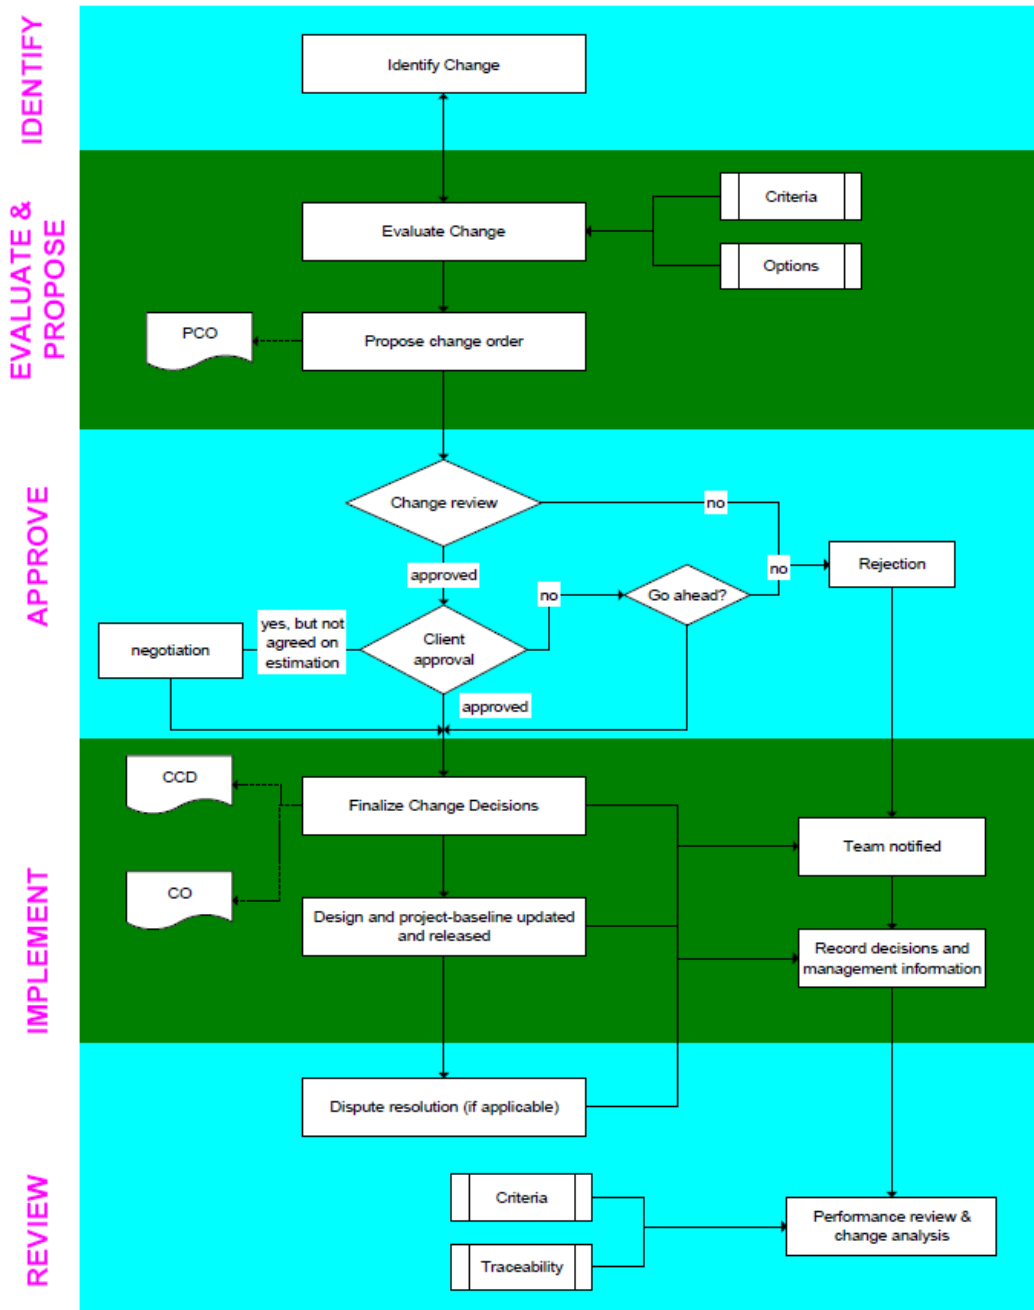 IDENTIFY
Identify Change
EVALUATE &
PROPOSE
Criteria
Evaluate Change
Options
PCO
Propose change order
APPROVE
Change review
no
approved
no
no
Go ahead?
Rejection
negotiation
yes, but not
agreed on
estimation
Client
approval
approved
IMPLEMENT
CCD
Finalize Change Decisions
Team notified
CO
Design and project-baseline updated
and released
Record decisions and
management information
REVIEW
Dispute resolution (if applicable)
Criteria
Performance review &
change analysis
Traceability